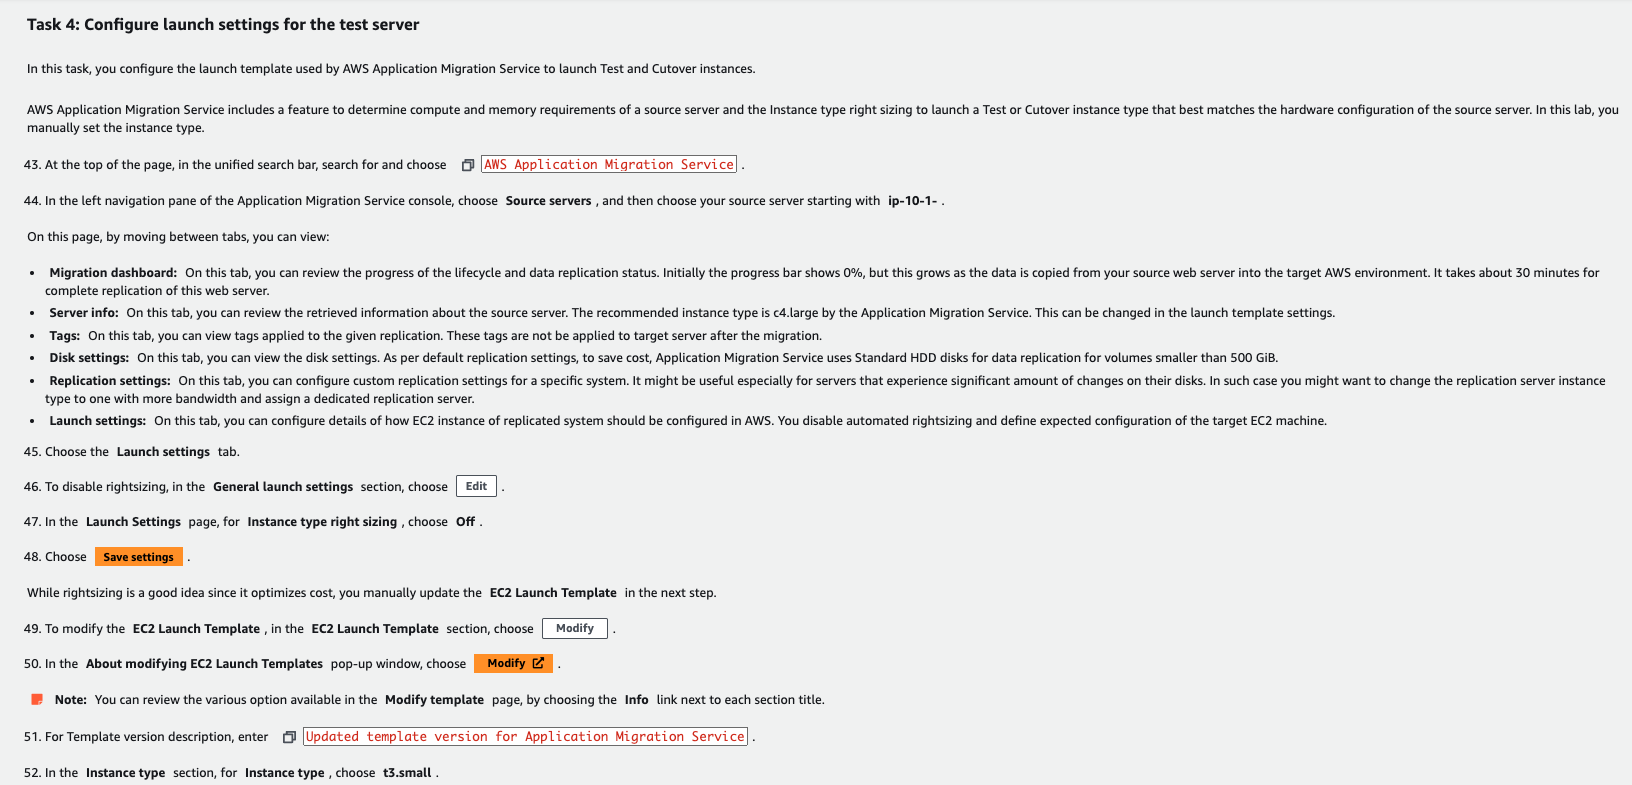 Task 4: Configure launch settings for the test server
In this task, you configure the launch template used by AWS Application Migration Service to launch Test and Cutover instances.
AWS Application Migration Service includes a feature to determine compute and memory requirements of a source server and the Instance type right sizing to launch a Test or Cutover instance type that best matches the hardware configuration of the source server. In this lab, you
manually set the instance type.
43. At the top of the page, in the unified search bar, search for and choose AWS Application Migration Service .
44. In the left navigation pane of the Application Migration Service console, choose Source servers , and then choose your source server starting with ip-10-1- .
On this page, by moving between tabs, you can view:
• Migration dashboard: On this tab, you can review the progress of the lifecycle and data replication status. Initially the progress bar shows 0%, but this grows as the data is copied from your source web server into the target AWS environment. It takes about 30 minutes for
complete replication of this web server.
• Server info: On this tab, you can review the retrieved information about the source server. The recommended instance type is c4.large by the Application Migration Service. This can be changed in the launch template settings.
• Tags: On this tab, you can view tags applied to the given replication. These tags are not be applied to target server after the migration.
• Disk settings: On this tab, you can view the disk settings. As per default replication settings, to save cost, Application Migration Service uses Standard HDD disks for data replication for volumes smaller than 500 GiB.
• Replication settings: On this tab, you can configure custom replication settings for a specific system. It might be useful especially for servers that experience significant amount of changes on their disks. In such case you might want to change the replication server instance
type to one with more bandwidth and assign a dedicated replication server.
• Launch settings: On this tab, you can configure details of how EC2 instance of replicated system should be configured in AWS. You disable automated rightsizing and define expected configuration of the target EC2 machine.
45. Choose the Launch settings tab.
46. To disable rightsizing, in the General launch settings section, choose Edit .
47. In the Launch Settings page, for Instance type right sizing , choose Off .
48. Choose Save settings .
While rightsizing is a good idea since it optimizes cost, you manually update the EC2 Launch Template in the next step.
49. To modify the EC2 Launch Template , in the EC2 Launch Template section, choose Modify .
50. In the About modifying EC2 Launch Templates pop-up window, choose Modify .
Note: You can review the various option available in the Modify template page, by choosing the Info link next to each section title.
51. For Template version description, enter Updated template version for Application Migration Service .
52. In the Instance type section, for Instance type , choose t3.small .